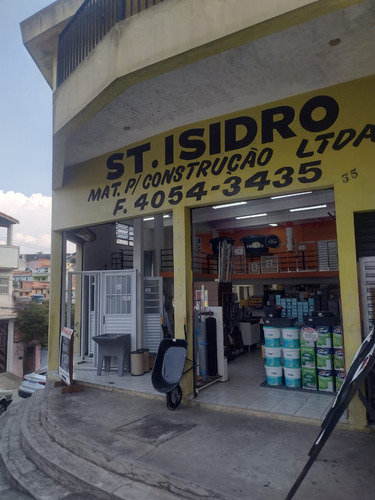 ST. ISIDRO
MAT. P/ CONSTRUÇÃO LTDA
F. 4054-3435
35